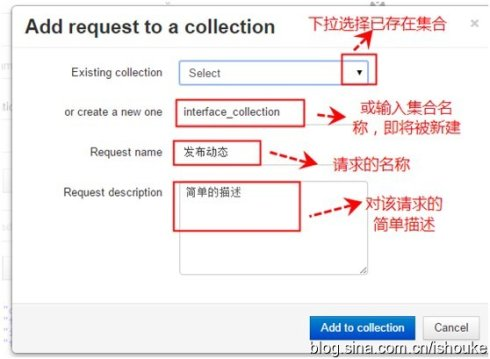 Add request to a collection
×
下拉选择已存在集合
Existing collection
Select
or create a new one
interface_collection
或输入集合名
称，即将被新建
Request name
发布动态
请求的名称
Request description
简单的描述
对该请求的
简单描述
Add to collection
Cancel
blog.sina.com.cn/ishouke